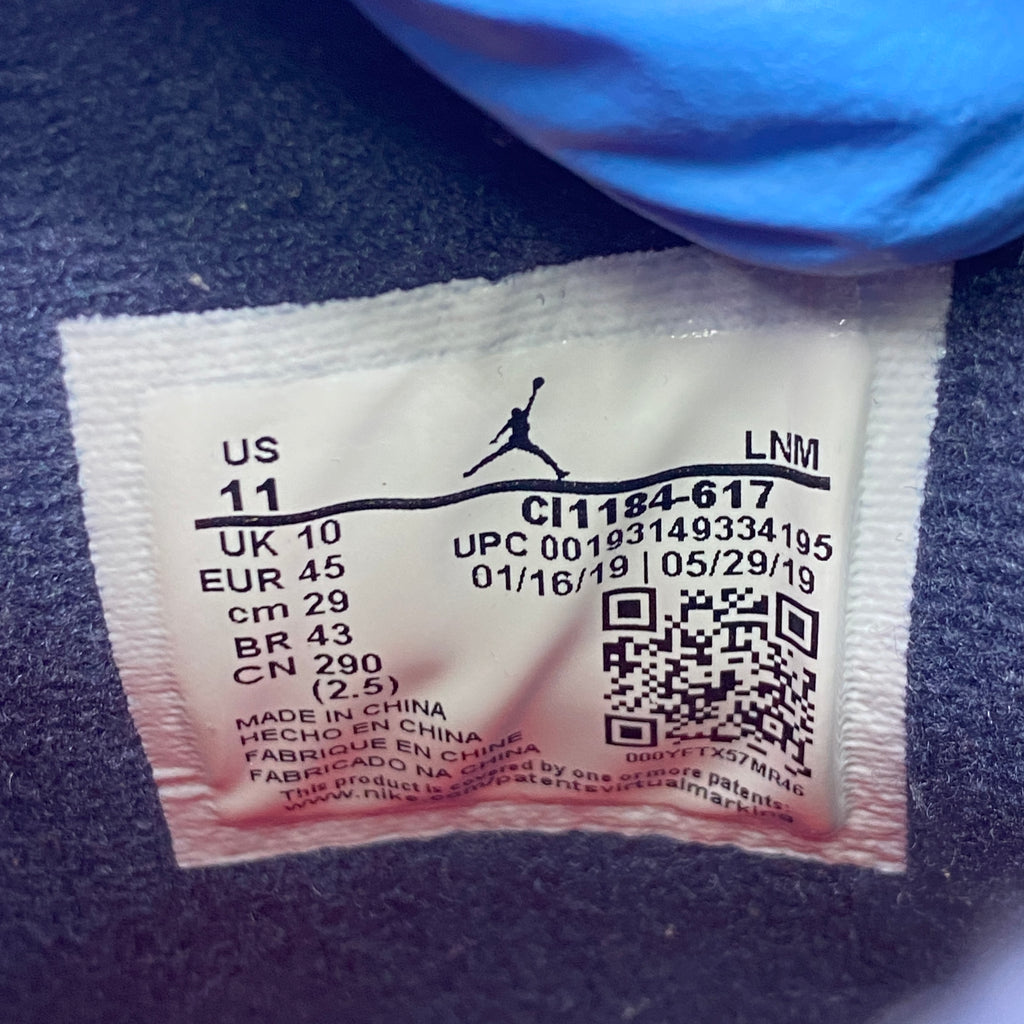 US
11
LNM
UK 10
EUR 45
cm 29
BR 43
CN 290
(2.5)
CI1184-617
UPC 00193149334195
01/16/19 | 05/29/19
000YFTX57MR46
MADE IN CHINA
HECHO EN CHINA
FABRIQUE EN CHINE
FABRICADO NA CHINA
This product is covered by one or more patents:
www.nike.com/patentsvirtualmarking